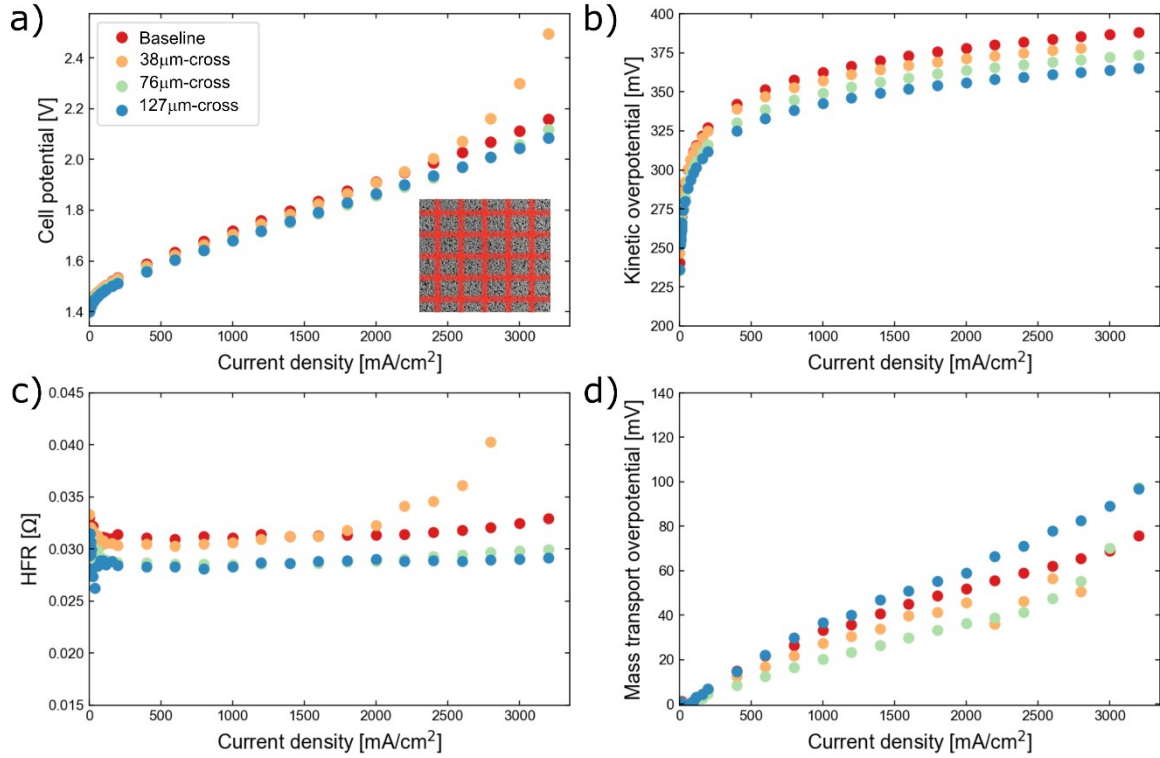 a)
Cell potential [V]
2.4
2.2
2.0
1.8
1.6
1.4
Baseline
38μm-cross
76μm-cross
127μm-cross
0 500 1000 1500 2000 2500 3000
Current density [mA/cm²]
b)
Kinetic overpotential [mV]
400
375
350
325
300
275
250
225
200
0 500 1000 1500 2000 2500 3000
Current density [mA/cm²]
c)
HFR [Ω]
0.045
0.040
0.035
0.030
0.025
0.020
0.015
0 500 1000 1500 2000 2500 3000
Current density [mA/cm²]
d)
Mass transport overpotential [mV]
140
120
100
80
60
40
20
0
0 500 1000 1500 2000 2500 3000
Current density [mA/cm²]